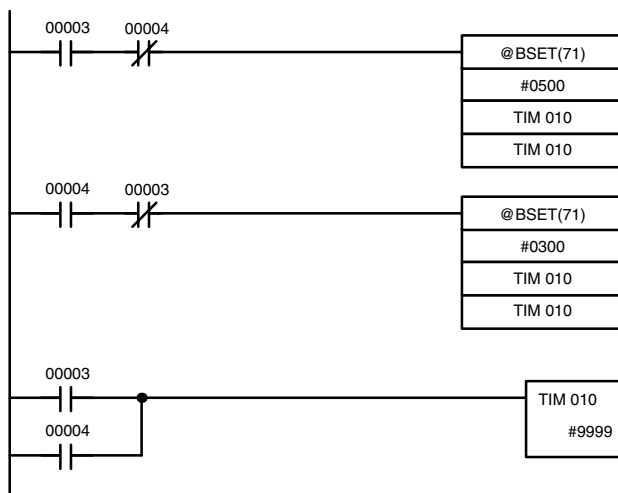 00003 00004
@BSET(71)
#0500
TIM 010
TIM 010
00004 00003
@BSET(71)
#0300
TIM 010
TIM 010
00003
TIM 010
00004
#9999